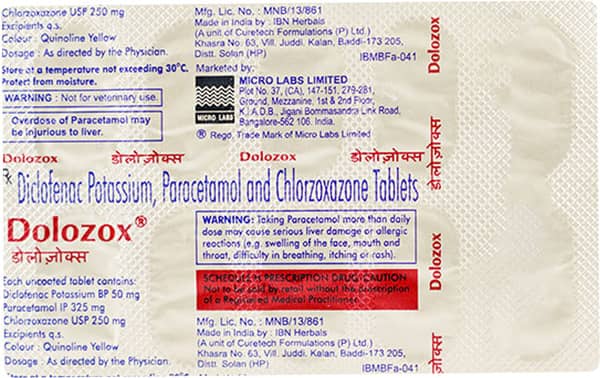 Chlorzoxazone USP 250 mg
Excipients q.s.
Colour : Quinoline Yellow
Dosage : As directed by the Physician.
Store at a temperature not exceeding 30°C.
Protect from moisture.
WARNING : Not for veterinary use.
Overdose of Paracetamol may
be injurious to liver.
Mfg. Lic. No. : MNB/13/861
Made in India by : IBN Herbals
(A unit of Curetech Formulations (P) Ltd.)
Khasra No. 63, Vill. Juddi. Kalan, Baddi-173 205,
Distt. Solan (HP)
IBMBFa-041
Marketed by:
MICRO LABS
MICRO LABS LIMITED
Plot No. 37, (CA), 147-151, 279-281,
Ground, Mezzanine, 1st & 2nd Floor,
K.I.A.D.B., Jigani Bommasandra Link Road,
Bangalore-562 106. India.
® Regd. Trade Mark of Micro Labs Limited
Dolozox
डोलोज़ोक्स
Dolozox डोलोज़ोक्स Dolozox डोलोज़ोक्स
Rx Diclofenac Potassium, Paracetamol and Chlorzoxazone Tablets
Dolozox®
डोलोज़ोक्स
Each uncoated tablet contains:
Diclofenac Potassium BP 50 mg
Paracetamol IP 325 mg
Chlorzoxazone USP 250 mg
Excipients q.s.
Colour : Quinoline Yellow
Dosage : As directed by the Physician.
WARNING: Taking Paracetamol more than daily
dose may cause serious liver damage or allergic
reactions (e.g. swelling of the face, mouth and
throat, difficulty in breathing, itching or rash).
SCHEDULE H PRESCRIPTION DRUG-CAUTION
Not to be sold by retail without the prescription
of a Registered Medical Practitioner.
Mfg. Lic. No. : MNB/13/861
Made in India by : IBN Herbals
(A unit of Curetech Formulations (P) Ltd.)
Khasra No. 63, Vill. Juddi. Kalan, Baddi-173 205,
Distt. Solan (HP)
IBMBFa-041
Dolozox
डोलोज़ोक्स